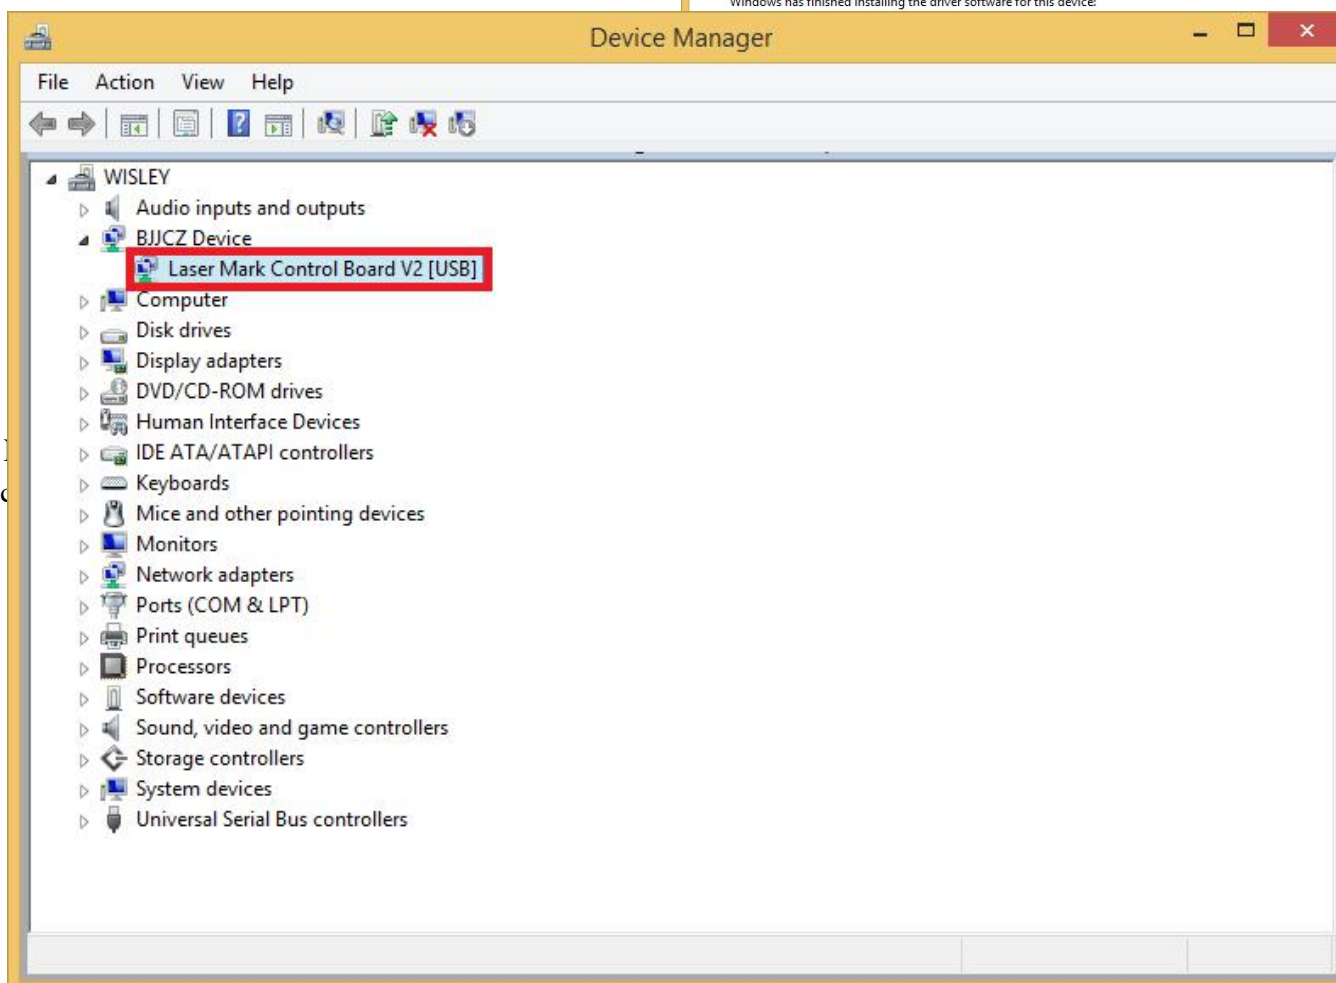 Windows has finished installing the driver software for this device:
Device Manager
File Action View Help
WISLEY
Audio inputs and outputs
BJJCZ Device
Laser Mark Control Board V2 [USB]
Computer
Disk drives
Display adapters
DVD/CD-ROM drives
Human Interface Devices
IDE ATA/ATAPI controllers
Keyboards
Mice and other pointing devices
Monitors
Network adapters
Ports (COM & LPT)
Print queues
Processors
Software devices
Sound, video and game controllers
Storage controllers
System devices
Universal Serial Bus controllers